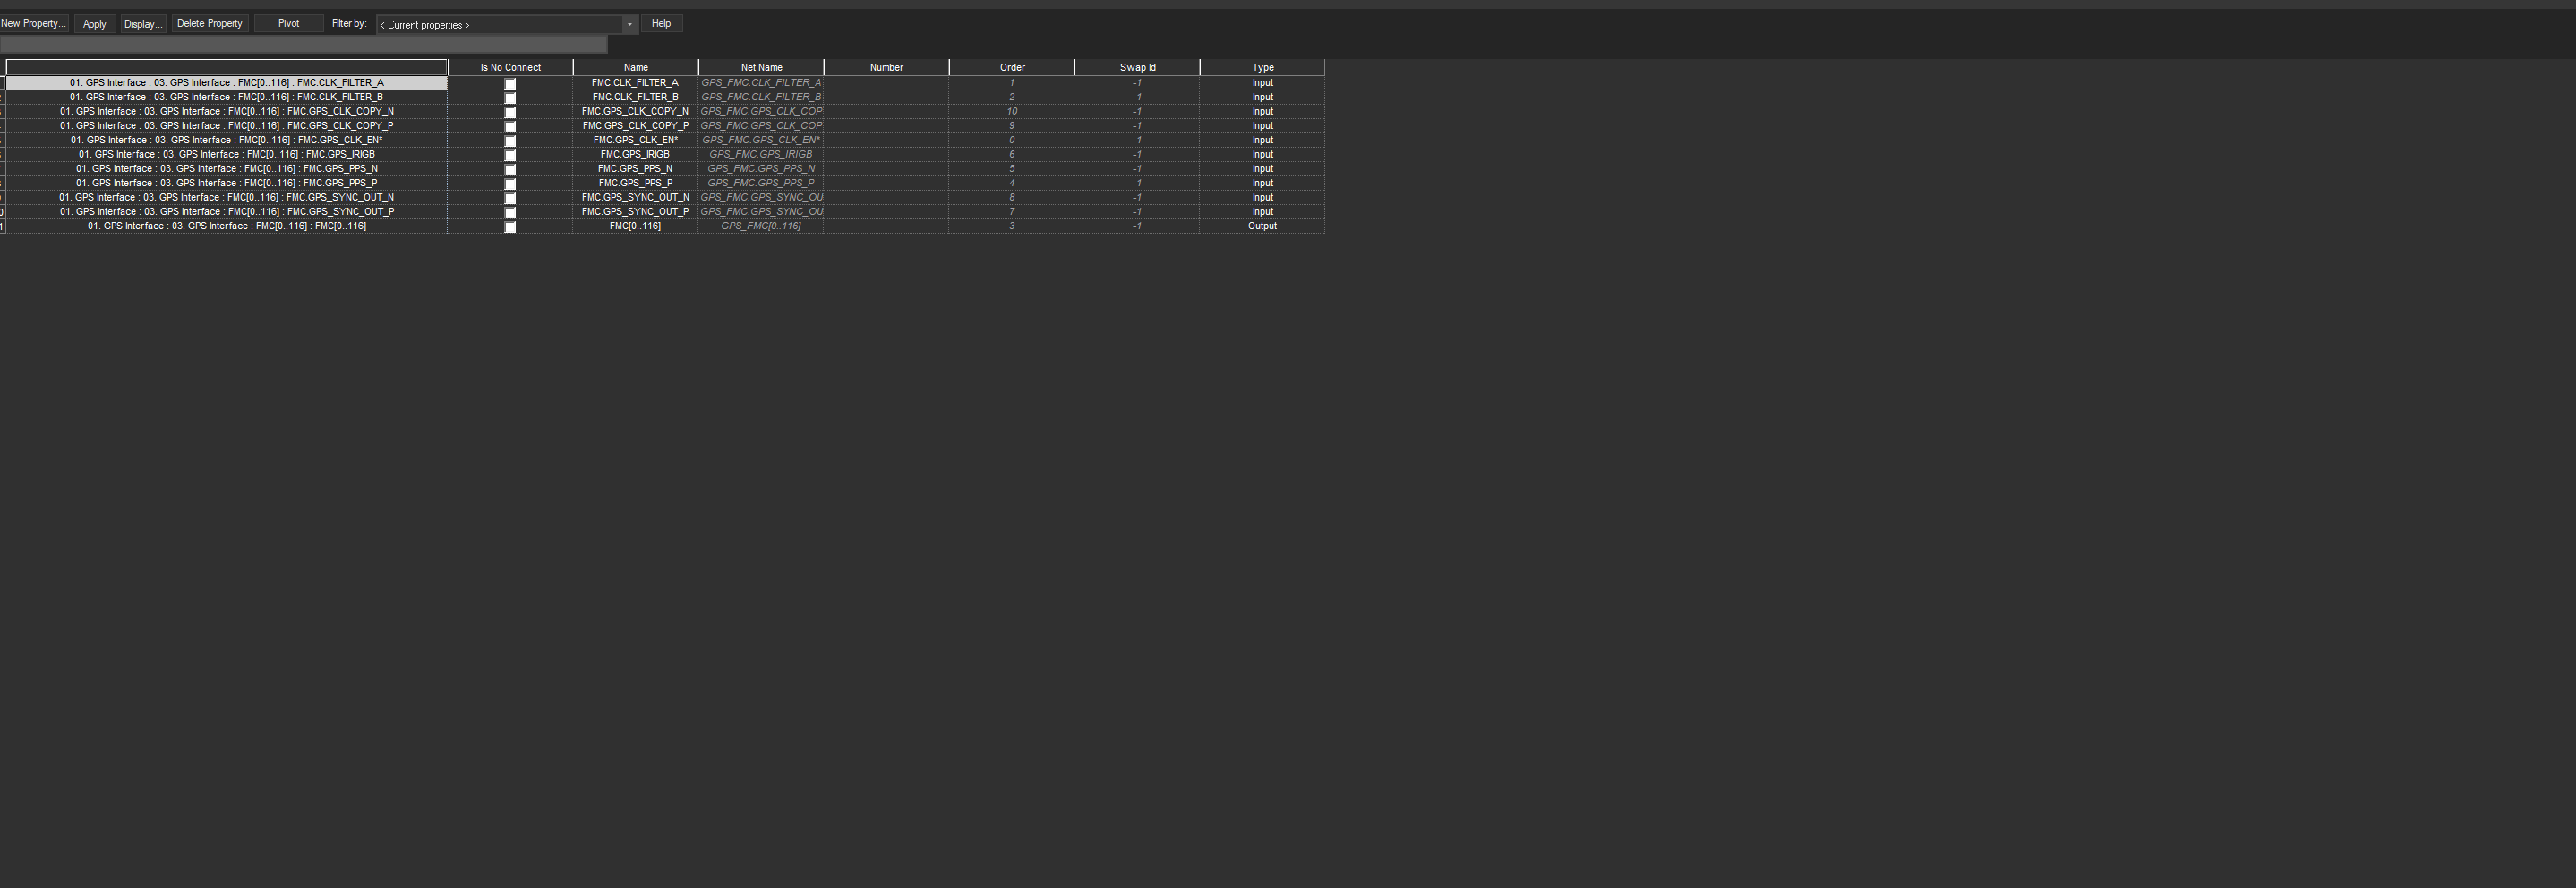 New Property... Apply Display... Delete Property Pivot Filter by: < Current properties > Help
Is No Connect Name Net Name Number Order Swap Id Type
01. GPS Interface : 03. GPS Interface : FMC[0..116] : FMC.CLK_FILTER_A FMC.CLK_FILTER_A GPS_FMC.CLK_FILTER_A 1 -1 Input
01. GPS Interface : 03. GPS Interface : FMC[0..116] : FMC.CLK_FILTER_B FMC.CLK_FILTER_B GPS_FMC.CLK_FILTER_B 2 -1 Input
01. GPS Interface : 03. GPS Interface : FMC[0..116] : FMC.GPS_CLK_COPY_N FMC.GPS_CLK_COPY_N GPS_FMC.GPS_CLK_COP 10 -1 Input
01. GPS Interface : 03. GPS Interface : FMC[0..116] : FMC.GPS_CLK_COPY_P FMC.GPS_CLK_COPY_P GPS_FMC.GPS_CLK_COP 9 -1 Input
01. GPS Interface : 03. GPS Interface : FMC[0..116] : FMC.GPS_CLK_EN* FMC.GPS_CLK_EN* GPS_FMC.GPS_CLK_EN* 0 -1 Input
01. GPS Interface : 03. GPS Interface : FMC[0..116] : FMC.GPS_IRIGB FMC.GPS_IRIGB GPS_FMC.GPS_IRIGB 6 -1 Input
01. GPS Interface : 03. GPS Interface : FMC[0..116] : FMC.GPS_PPS_N FMC.GPS_PPS_N GPS_FMC.GPS_PPS_N 5 -1 Input
01. GPS Interface : 03. GPS Interface : FMC[0..116] : FMC.GPS_PPS_P FMC.GPS_PPS_P GPS_FMC.GPS_PPS_P 4 -1 Input
01. GPS Interface : 03. GPS Interface : FMC[0..116] : FMC.GPS_SYNC_OUT_N FMC.GPS_SYNC_OUT_N GPS_FMC.GPS_SYNC_OU 8 -1 Input
0 01. GPS Interface : 03. GPS Interface : FMC[0..116] : FMC.GPS_SYNC_OUT_P FMC.GPS_SYNC_OUT_P GPS_FMC.GPS_SYNC_OU 7 -1 Input
1 01. GPS Interface : 03. GPS Interface : FMC[0..116] : FMC[0..116] FMC[0..116] GPS_FMC[0..116] 3 -1 Output